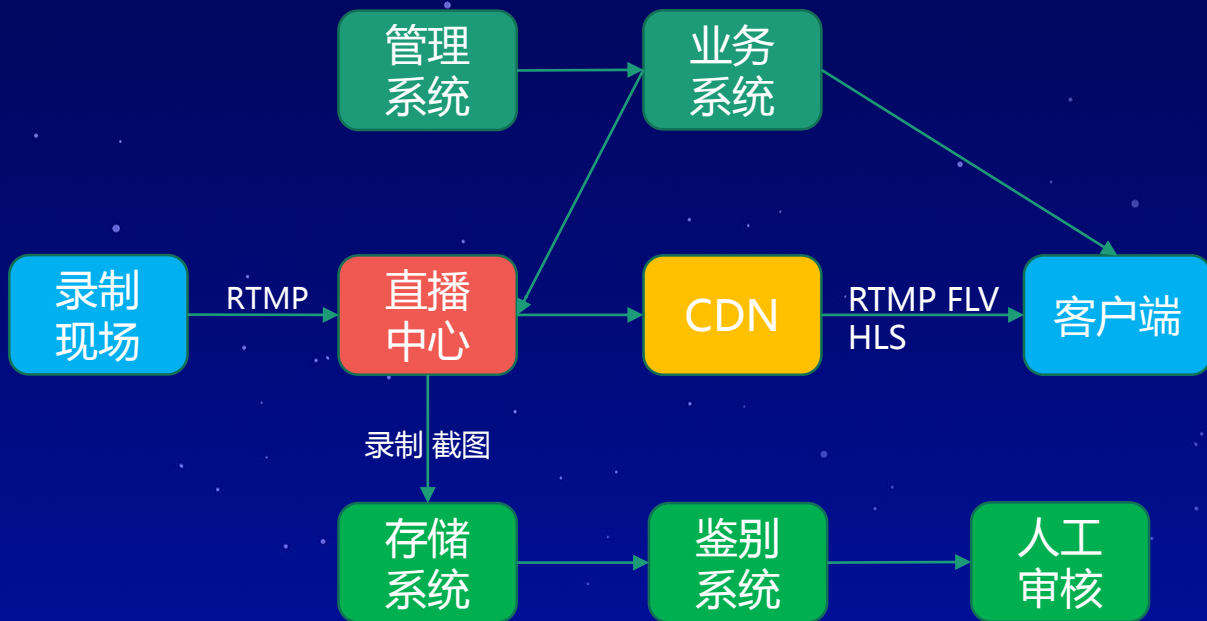 管理
系统
业务
系统
录制
现场
RTMP
直播
中心
CDN
RTMP FLV
HLS
客户端
录制 截图
存储
系统
鉴别
系统
人工
审核